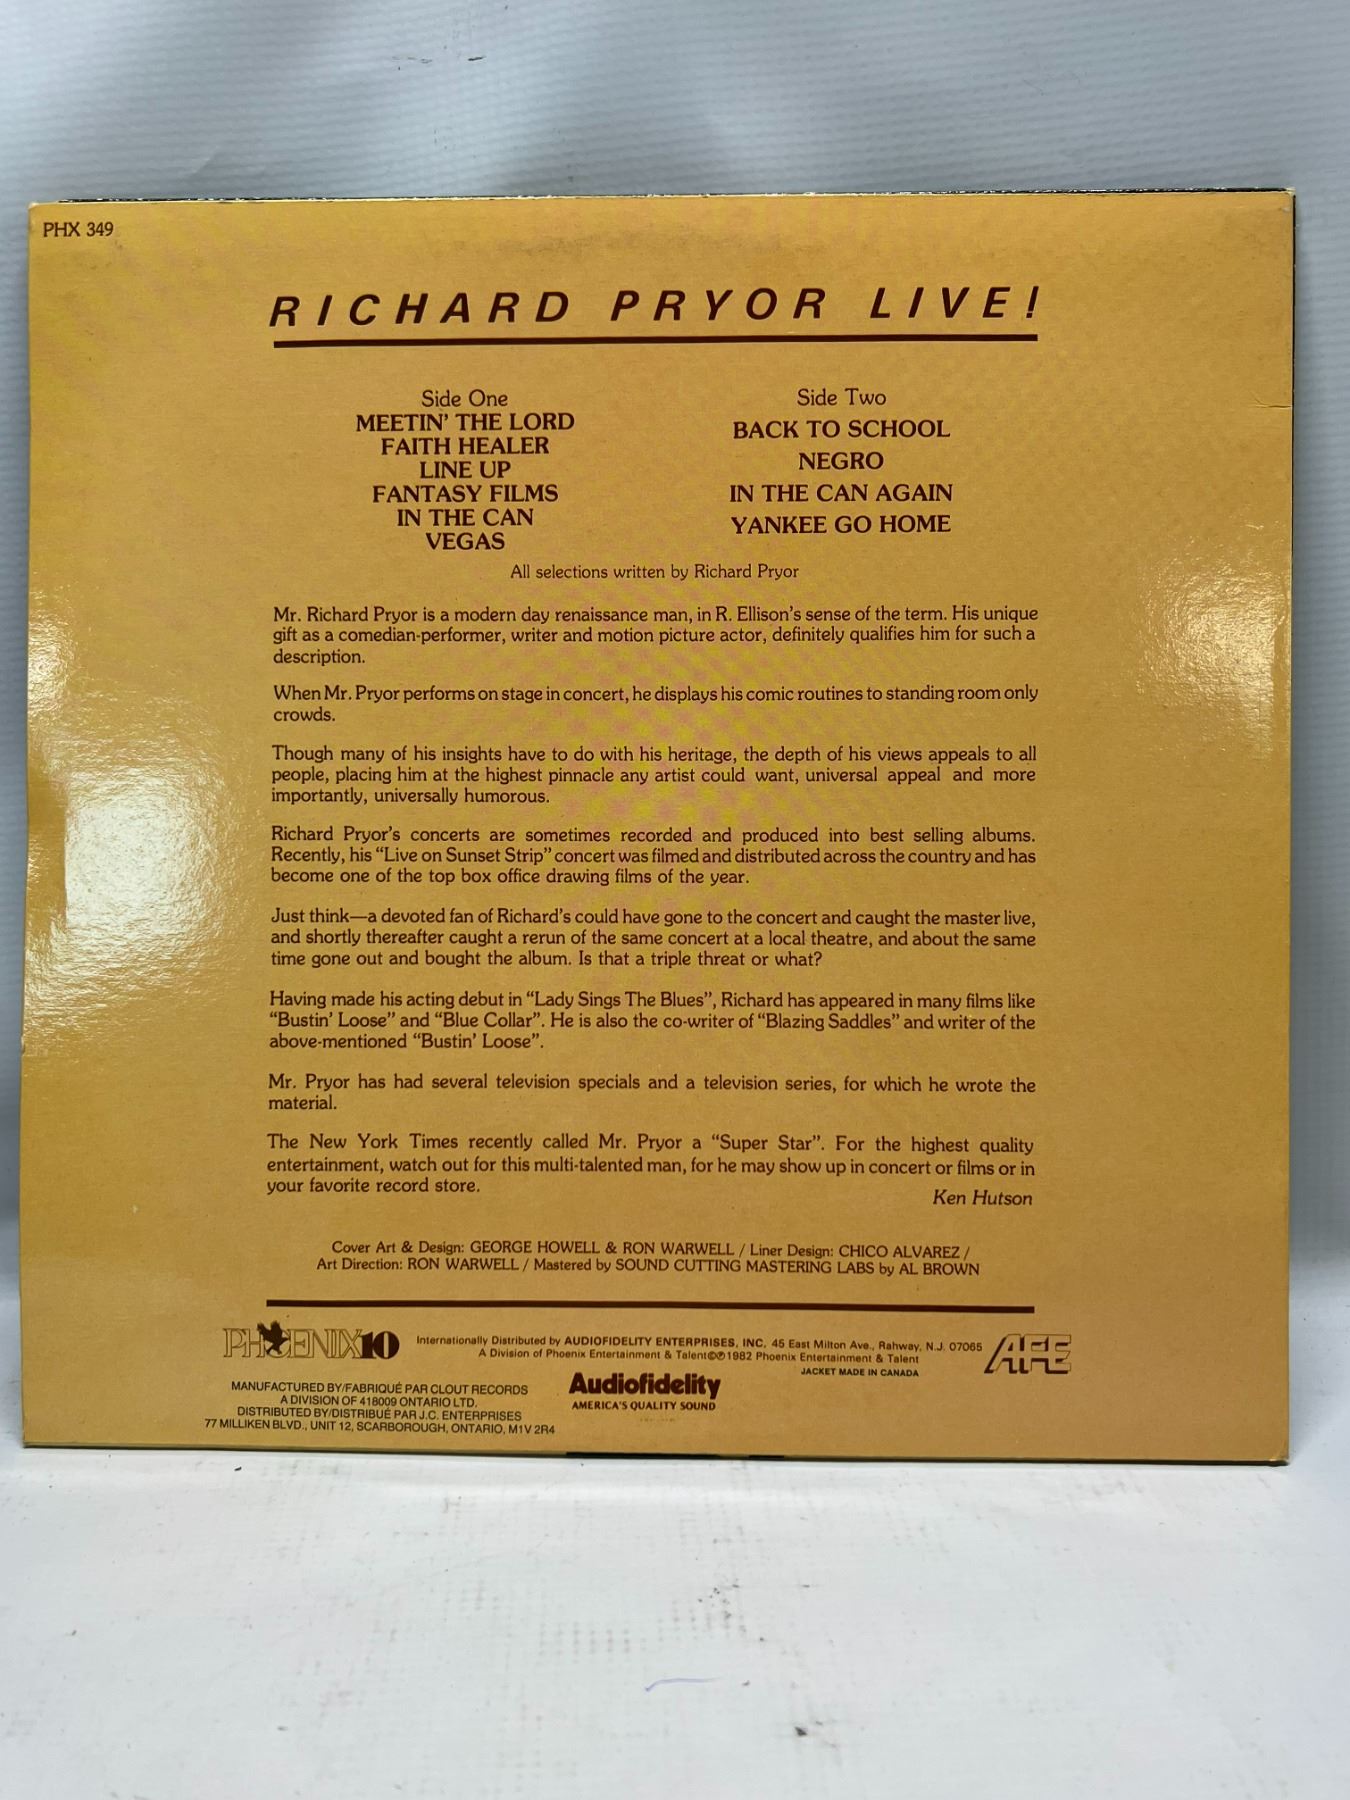 PHX 349
RICHARD PRYOR LIVE!
Side One
MEETIN' THE LORD
FAITH HEALER
LINE UP
FANTASY FILMS
IN THE CAN
VEGAS
Side Two
BACK TO SCHOOL
NEGRO
IN THE CAN AGAIN
YANKEE GO HOME
All selections written by Richard Pryor
Mr. Richard Pryor is a modern day renaissance man, in R. Ellison's sense of the term. His unique
gift as a comedian-performer, writer and motion picture actor, definitely qualifies him for such a
description.
When Mr. Pryor performs on stage in concert, he displays his comic routines to standing room only
crowds.
Though many of his insights have to do with his heritage, the depth of his views appeals to all
people, placing him at the highest pinnacle any artist could want, universal appeal and more
importantly, universally humorous.
Richard Pryor's concerts are sometimes recorded and produced into best selling albums.
Recently, his "Live on Sunset Strip" concert was filmed and distributed across the country and has
become one of the top box office drawing films of the year.
Just think—a devoted fan of Richard's could have gone to the concert and caught the master live,
and shortly thereafter caught a rerun of the same concert at a local theatre, and about the same
time gone out and bought the album. Is that a triple threat or what?
Having made his acting debut in "Lady Sings The Blues", Richard has appeared in many films like
"Bustin' Loose" and "Blue Collar". He is also the co-writer of "Blazing Saddles" and writer of the
above-mentioned "Bustin' Loose".
Mr. Pryor has had several television specials and a television series, for which he wrote the
material.
The New York Times recently called Mr. Pryor a "Super Star". For the highest quality
entertainment, watch out for this multi-talented man, for he may show up in concert or films or in
your favorite record store.
Ken Hutson
Cover Art & Design: GEORGE HOWELL & RON WARWELL / Liner Design: CHICO ALVAREZ /
Art Direction: RON WARWELL / Mastered by SOUND CUTTING MASTERING LABS by AL BROWN
PHOENIX10
Internationally Distributed by AUDIOFIDELITY ENTERPRISES, INC. 45 East Milton Ave., Rahway, N.J. 07065
A Division of Phoenix Entertainment & Talent©℗1982 Phoenix Entertainment & Talent
JACKET MADE IN CANADA
AFE
MANUFACTURED BY/FABRIQUÉ PAR CLOUT RECORDS
A DIVISION OF 418009 ONTARIO LTD.
DISTRIBUTED BY/DISTRIBUÉ PAR J.C. ENTERPRISES
77 MILLIKEN BLVD., UNIT 12, SCARBOROUGH, ONTARIO, M1V 2R4
Audiofidelity
AMERICA'S QUALITY SOUND